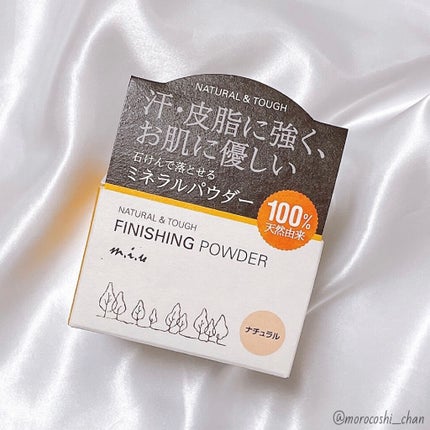 NATURAL & TOUGH
汗・皮脂に強く、
お肌に優しい
石けんで落とせる
ミネラルパウダー
100%
天然由来
NATURAL & TOUGH
FINISHING POWDER
m.i.u
ナチュラル
@morocoshi_chan